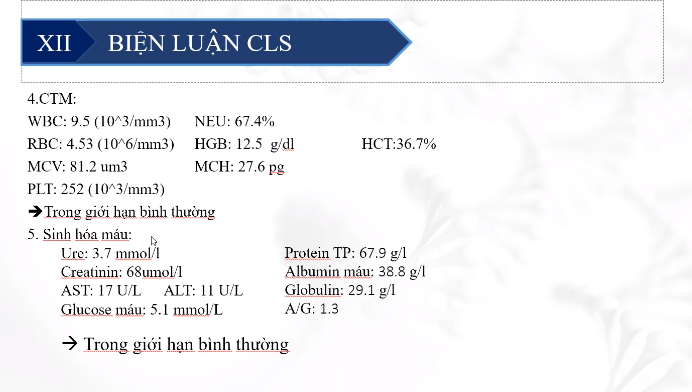 XII BIỆN LUẬN CLS
4.CTM:
WBC: 9.5 (10^3/mm3) NEU: 67.4%
RBC: 4.53 (10^6/mm3) HGB: 12.5 g/dl HCT:36.7%
MCV: 81.2 um3 MCH: 27.6 pg
PLT: 252 (10^3/mm3)
➔Trong giới hạn bình thường
5. Sinh hóa máu:
Ure: 3.7 mmol/l Protein TP: 67.9 g/l
Creatinin: 68umol/l Albumin máu: 38.8 g/l
AST: 17 U/L ALT: 11 U/L Globulin: 29.1 g/l
Glucose máu: 5.1 mmol/L A/G: 1.3
→ Trong giới hạn bình thường